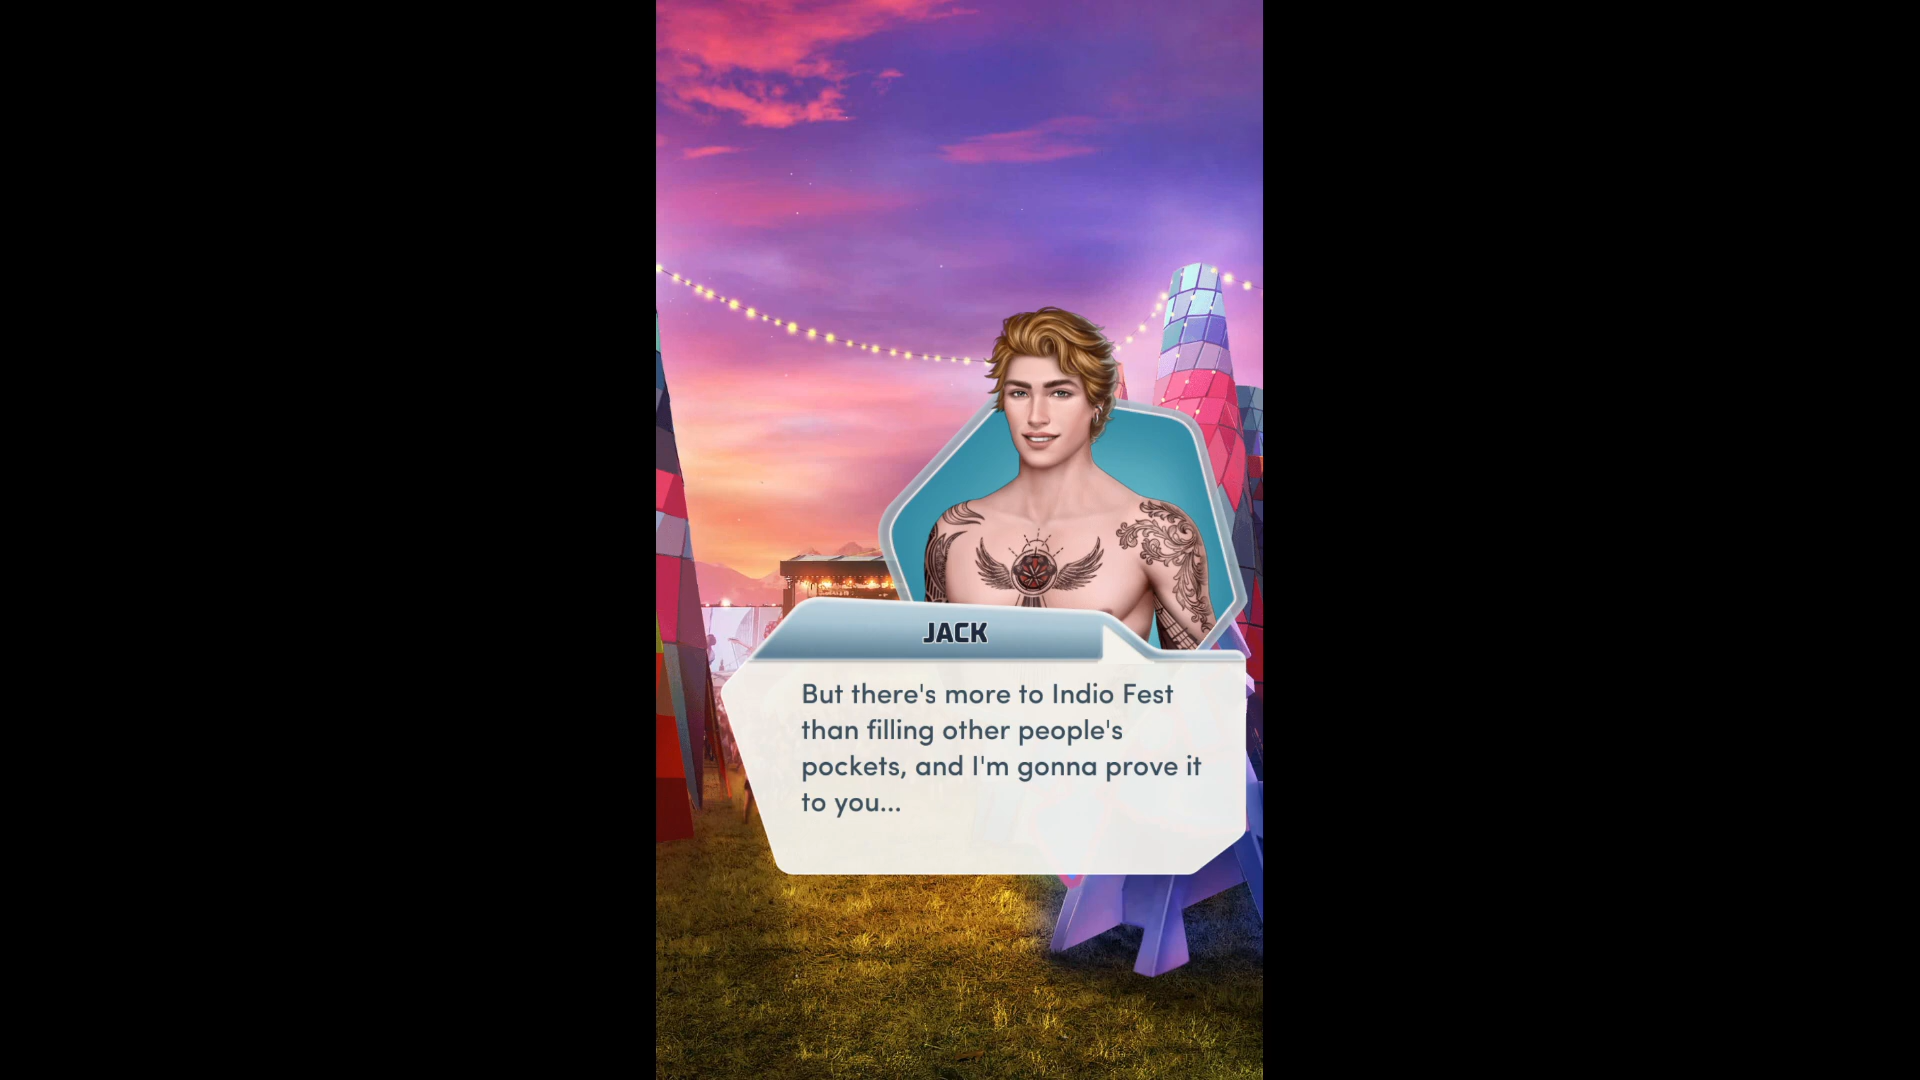 JACK
But there's more to Indio Fest
than filling other people's
pockets, and I'm gonna prove it
to you...